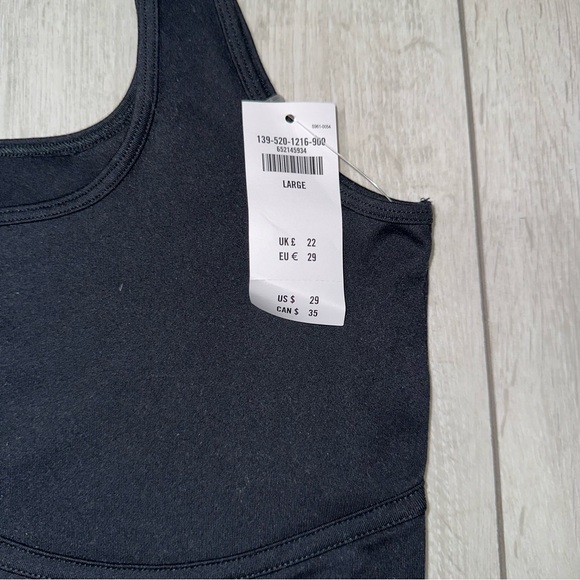 139-520-1216-900
652145934
LARGE
UK £ 22
EU € 29
US $ 29
CAN $ 35